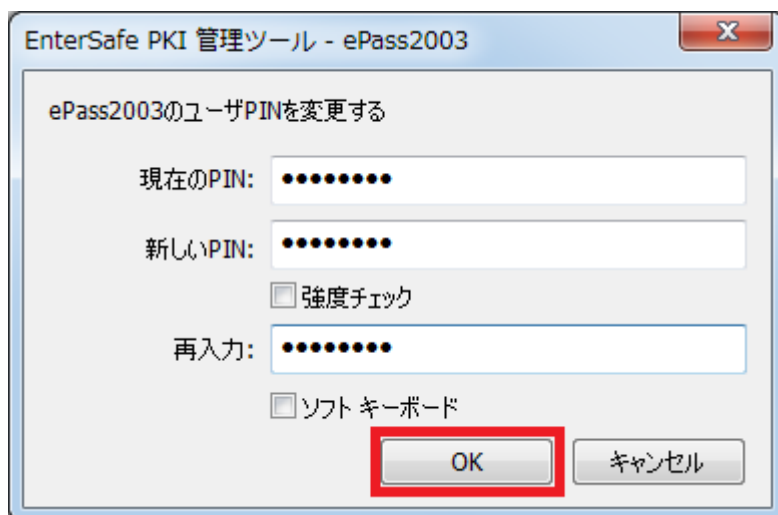 EnterSafe PKI 管理ツール - ePass2003
ePass2003のユーザPINを変更する
現在のPIN: ●●●●●●●●
新しいPIN: ●●●●●●●●
強度チェック
再入力: ●●●●●●●●
ソフト キーボード
OK キャンセル